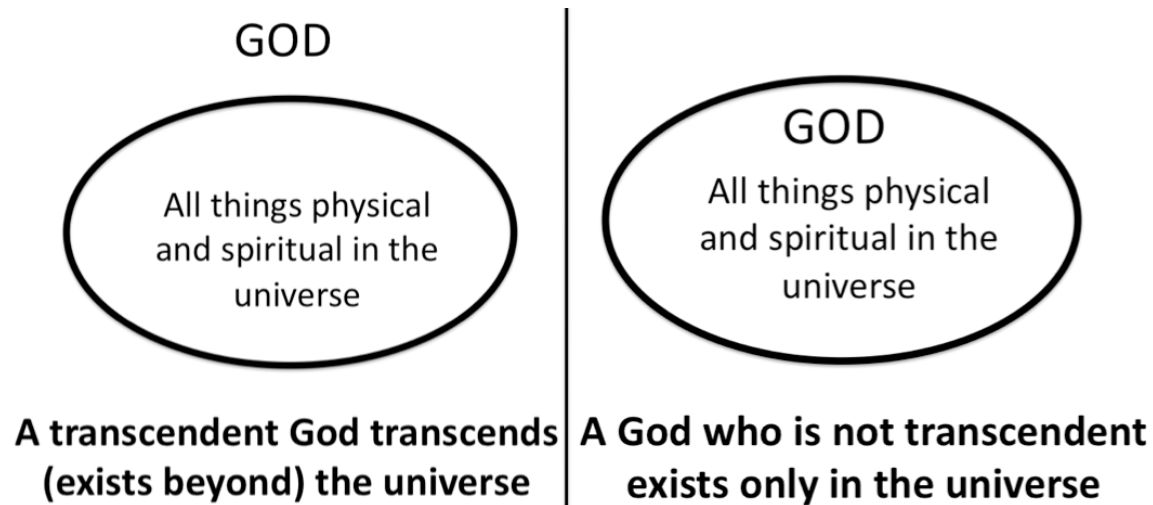 GOD
All things physical
and spiritual in the
universe
A transcendent God transcends
(exists beyond) the universe
GOD
All things physical
and spiritual in the
universe
A God who is not transcendent
exists only in the universe